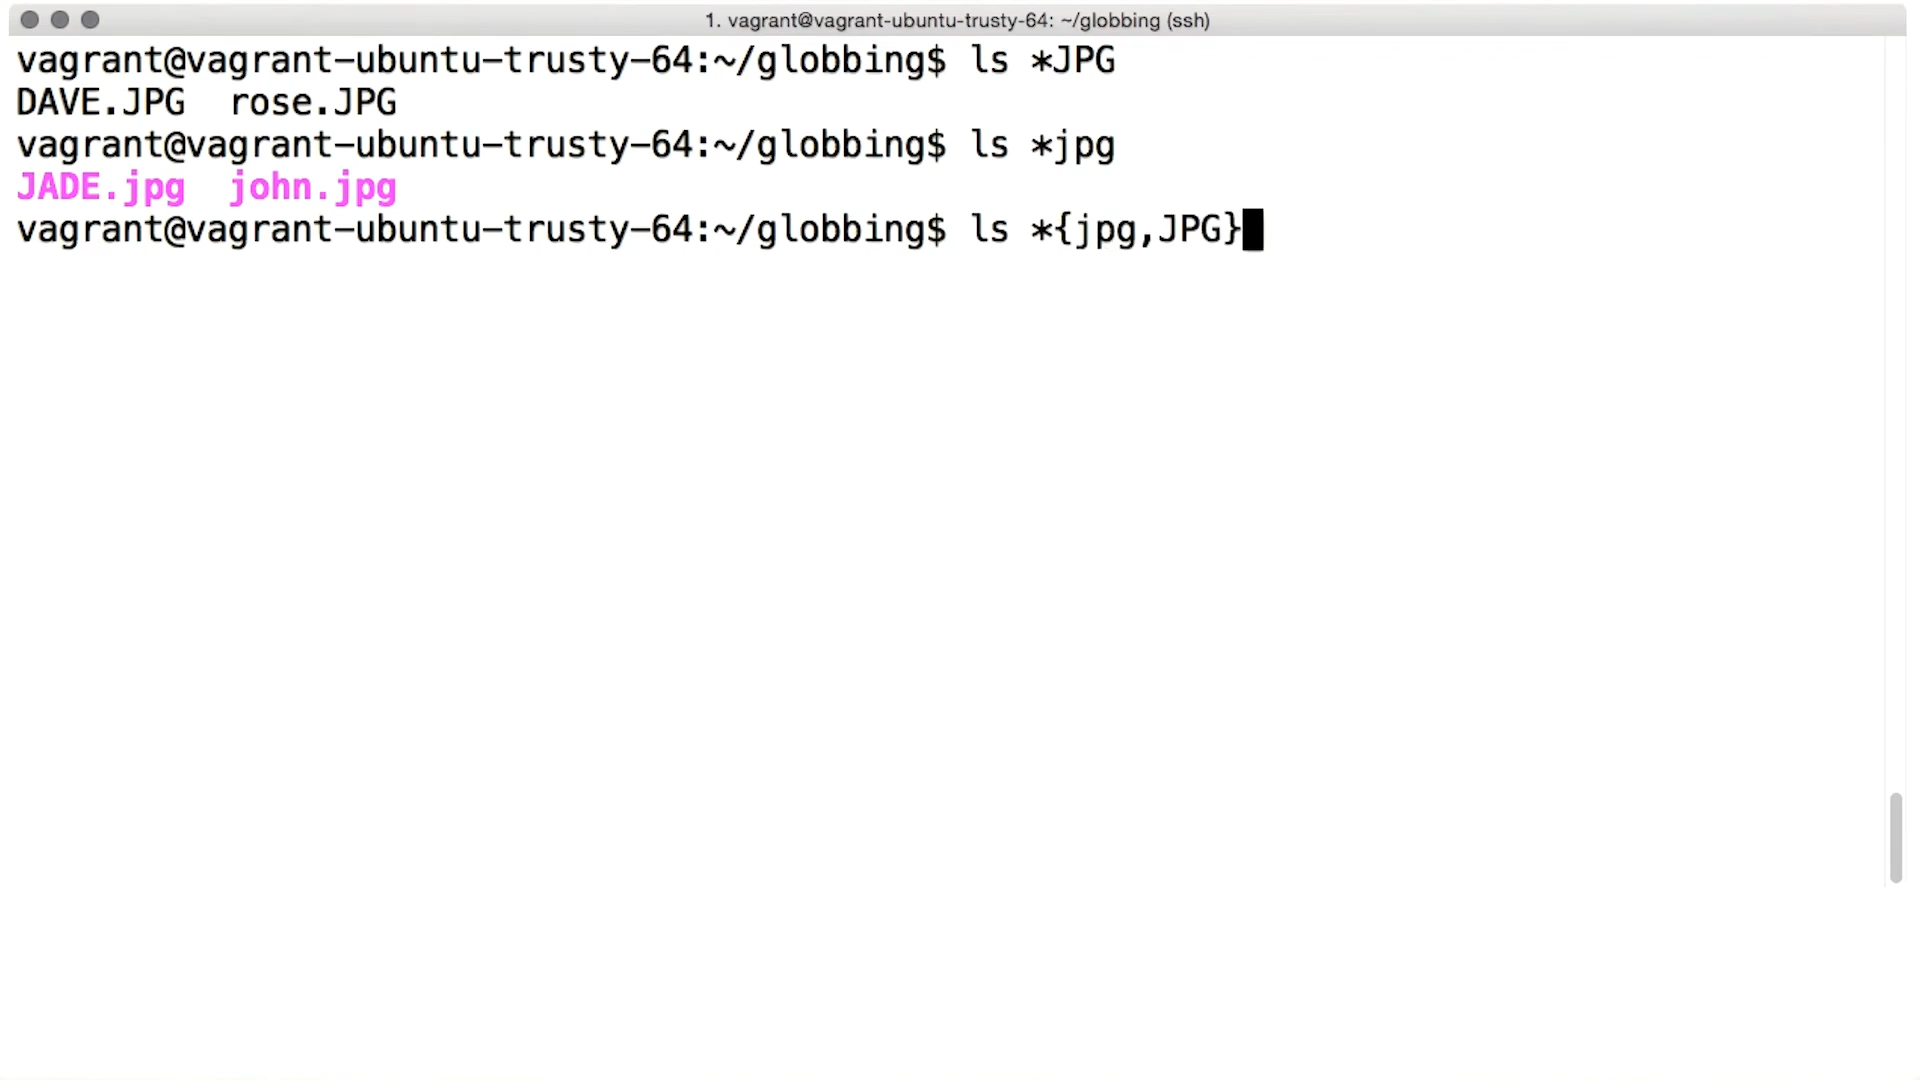 1. vagrant@vagrant-ubuntu-trusty-64: ~/globbing (ssh)
vagrant@vagrant-ubuntu-trusty-64:~/globbing$ ls *JPG
DAVE.JPG  rose.JPG
vagrant@vagrant-ubuntu-trusty-64:~/globbing$ ls *jpg
JADE.jpg  john.jpg
vagrant@vagrant-ubuntu-trusty-64:~/globbing$ ls *{jpg,JPG}